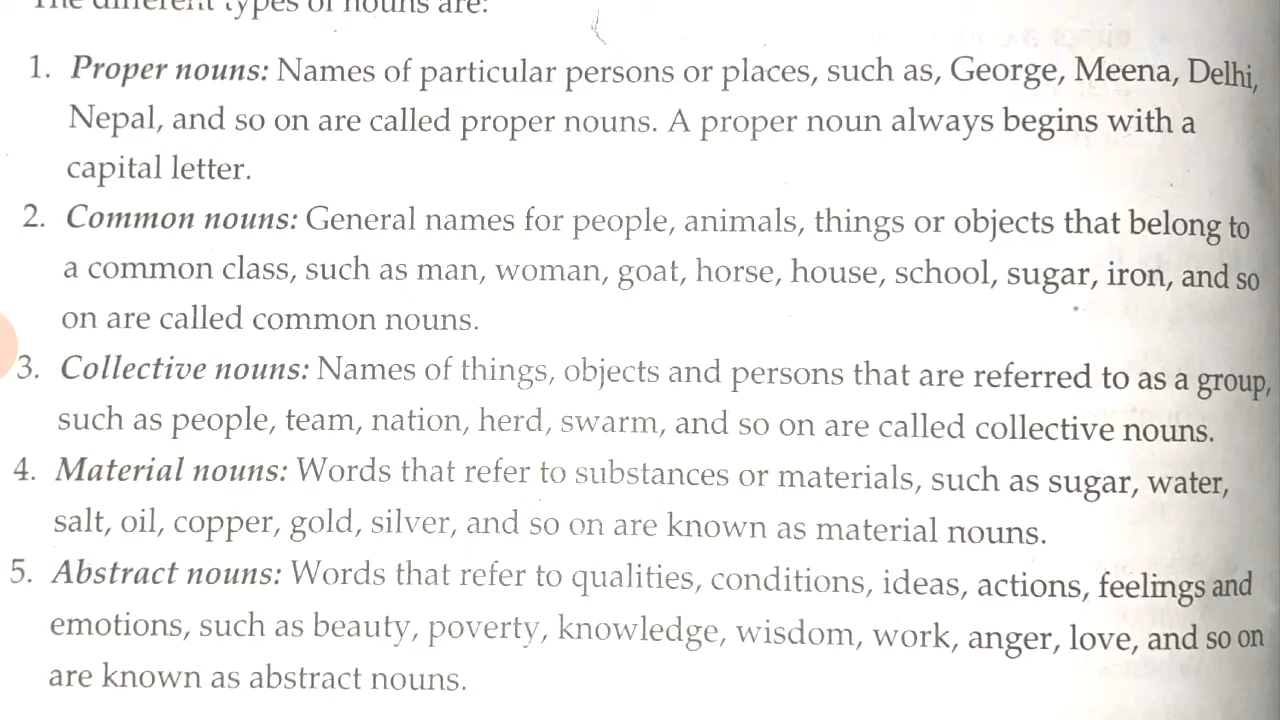 The different types of nouns are:
1. Proper nouns: Names of particular persons or places, such as, George, Meena, Delhi,
Nepal, and so on are called proper nouns. A proper noun always begins with a
capital letter.
2. Common nouns: General names for people, animals, things or objects that belong to
a common class, such as man, woman, goat, horse, house, school, sugar, iron, and so
on are called common nouns.
3. Collective nouns: Names of things, objects and persons that are referred to as a group,
such as people, team, nation, herd, swarm, and so on are called collective nouns.
4. Material nouns: Words that refer to substances or materials, such as sugar, water,
salt, oil, copper, gold, silver, and so on are known as material nouns.
5. Abstract nouns: Words that refer to qualities, conditions, ideas, actions, feelings and
emotions, such as beauty, poverty, knowledge, wisdom, work, anger, love, and so on
are known as abstract nouns.